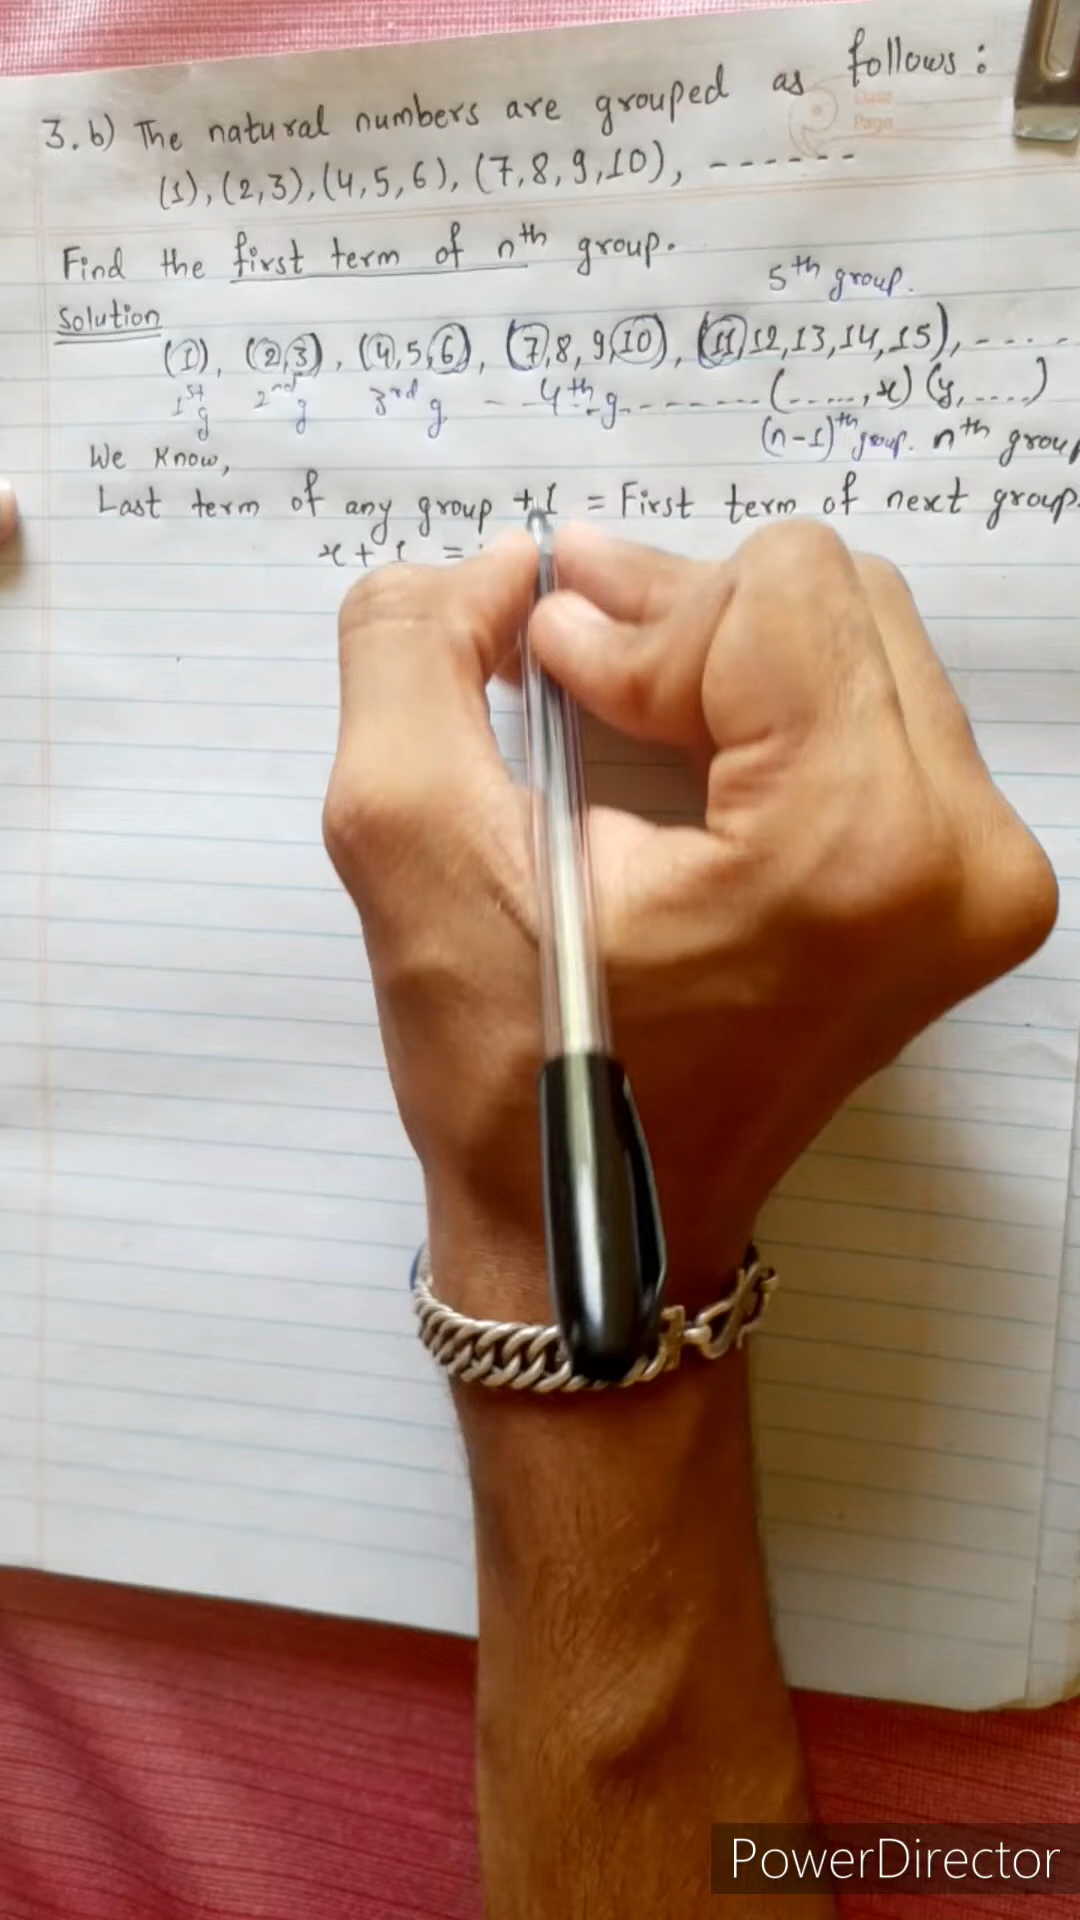 3. b) The natural numbers are grouped as follows :
(1), (2,3), (4,5,6), (7,8,9,10), ------
Find the first term of nth group.
5th group.
Solution
(1), (2,3), (4,5,6), (7,8,9,10), (11,12,13,14,15), -----
1st g 2nd g 3rd g -- 4th g. ------- (......, x) (y, ....)
(n-1)th group. nth group
We Know,
Last term of any group +1 = First term of next group.
x + 1 =
Date
Page
PowerDirector